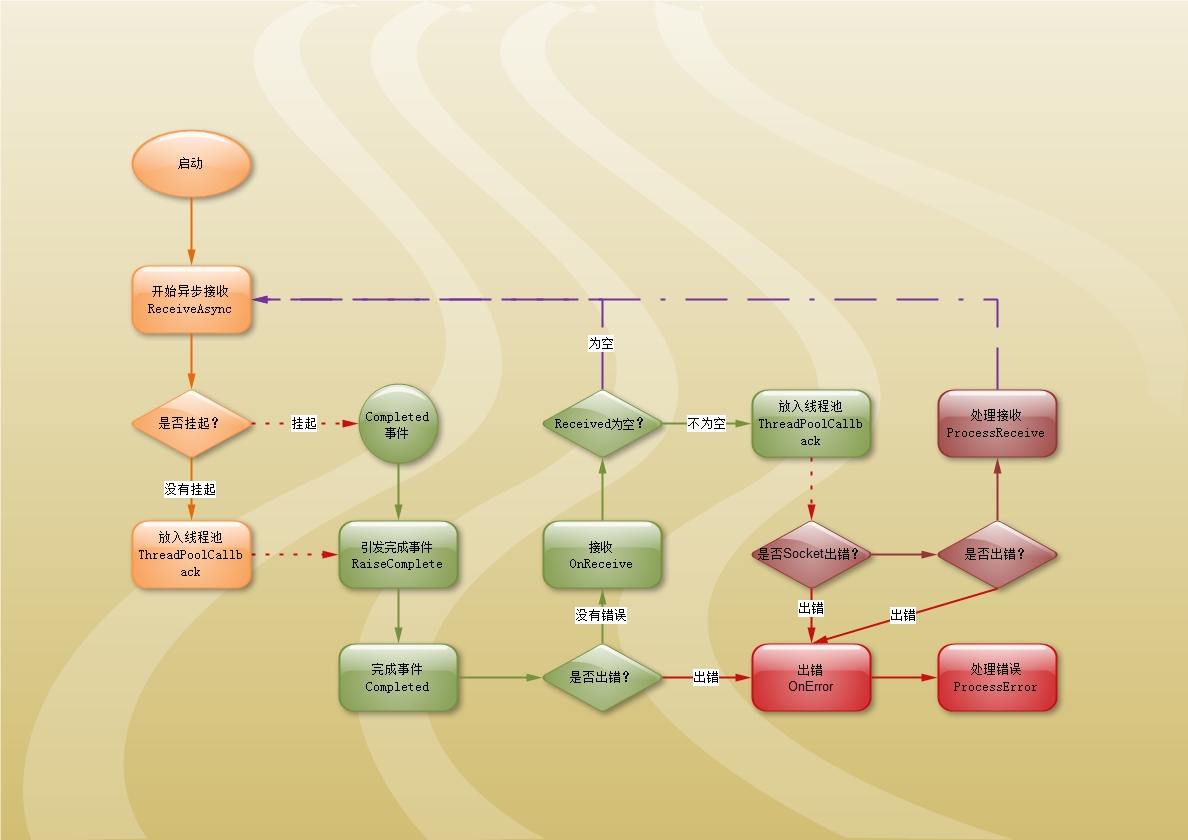 启动
开始异步接收
ReceiveAsync
为空
是否挂起?
挂起
Completed
事件
Received为空?
不为空
放入线程池
ThreadPoolCallb
ack
处理接收
ProcessReceive
没有挂起
放入线程池
ThreadPoolCallb
ack
引发完成事件
RaiseComplete
接收
OnReceive
是否Socket出错?
是否出错?
没有错误
出错
出错
完成事件
Completed
是否出错?
出错
出错
OnError
处理错误
ProcessError